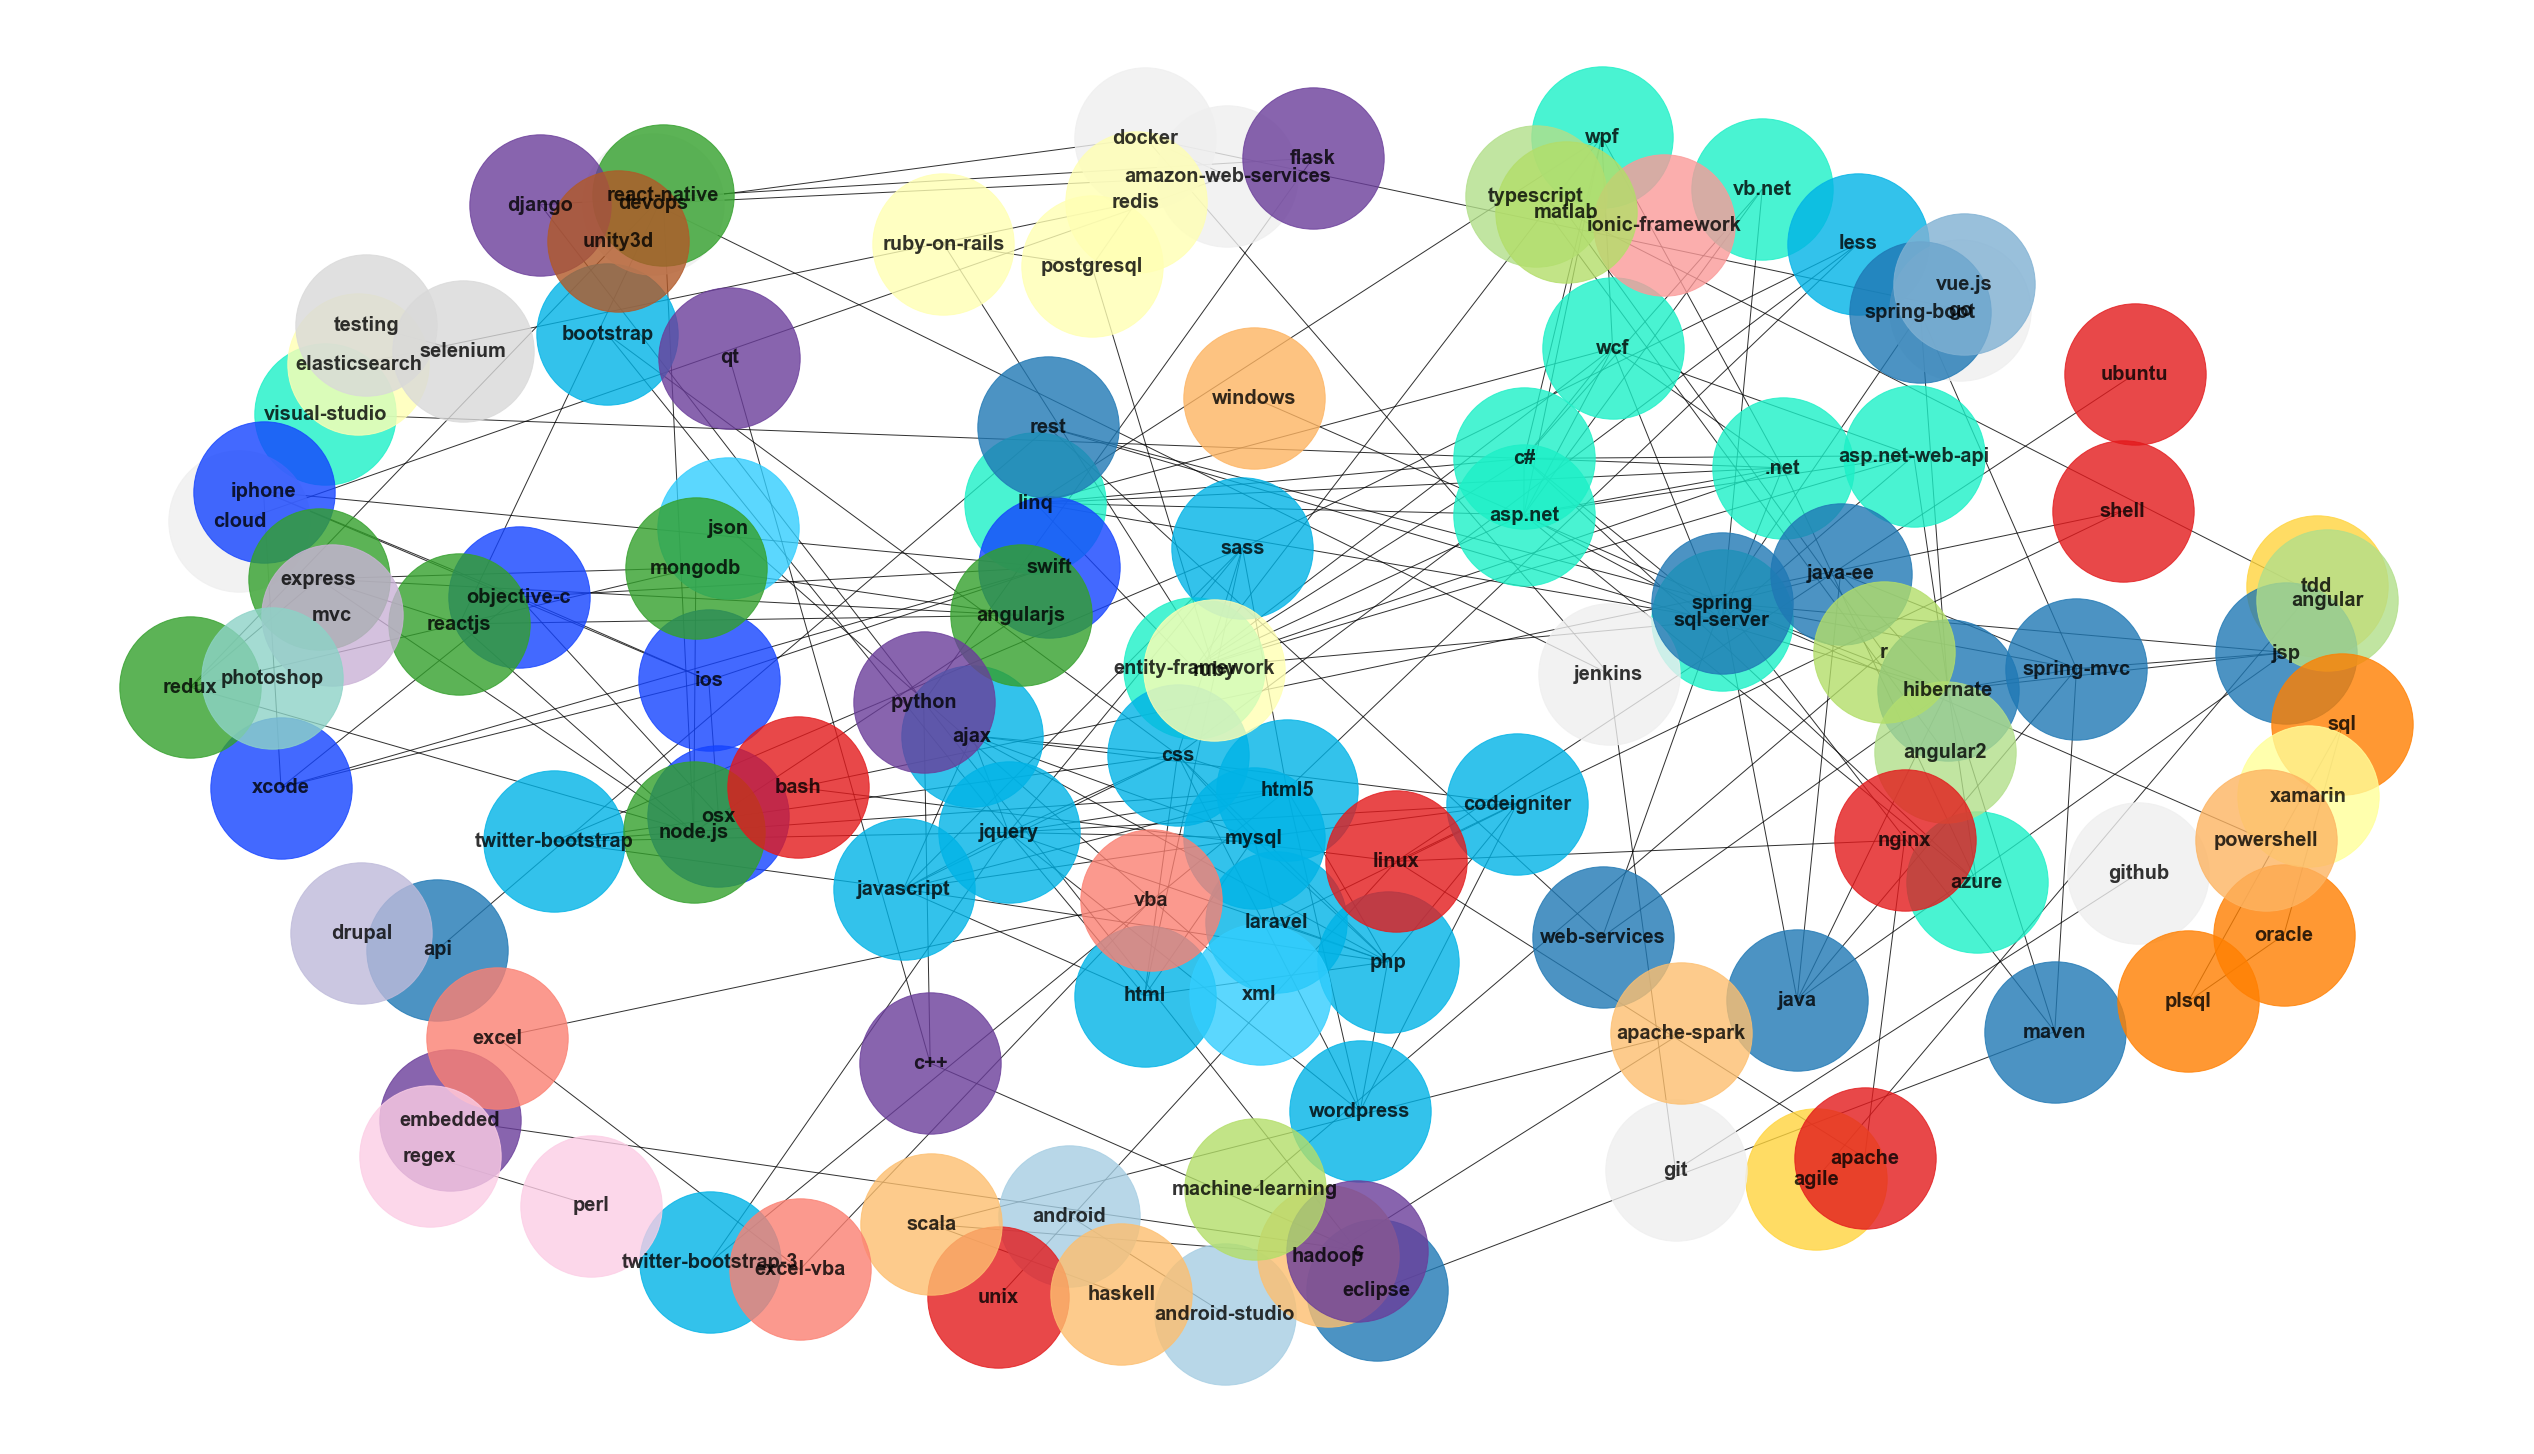 docker
wpf
flask
amazon-web-services
vb.net
react-native
devops
django
redis
typescript
matlab
ionic-framework
unity3d
ruby-on-rails
less
postgresql
vue.js
spring-boot
go
testing
bootstrap
selenium
wcf
qt
elasticsearch
ubuntu
windows
visual-studio
rest
c#
asp.net-web-api
.net
iphone
linq
shell
asp.net
cloud
json
sass
swift
mongodb
java-ee
express
tdd
angular
objective-c
spring
mvc
angularjs
sql-server
reactjs
r
jsp
entity-framework
ruby
spring-mvc
jenkins
photoshop
ios
redux
hibernate
python
sql
ajax
angular2
css
xcode
bash
html5
xamarin
codeigniter
osx
node.js
jquery
mysql
twitter-bootstrap
nginx
powershell
linux
github
azure
javascript
vba
laravel
drupal
web-services
oracle
api
php
html
xml
java
plsql
apache-spark
maven
excel
c++
wordpress
embedded
regex
apache
git
agile
machine-learning
perl
android
scala
hadoop
c
twitter-bootstrap-3
excel-vba
eclipse
haskell
unix
android-studio